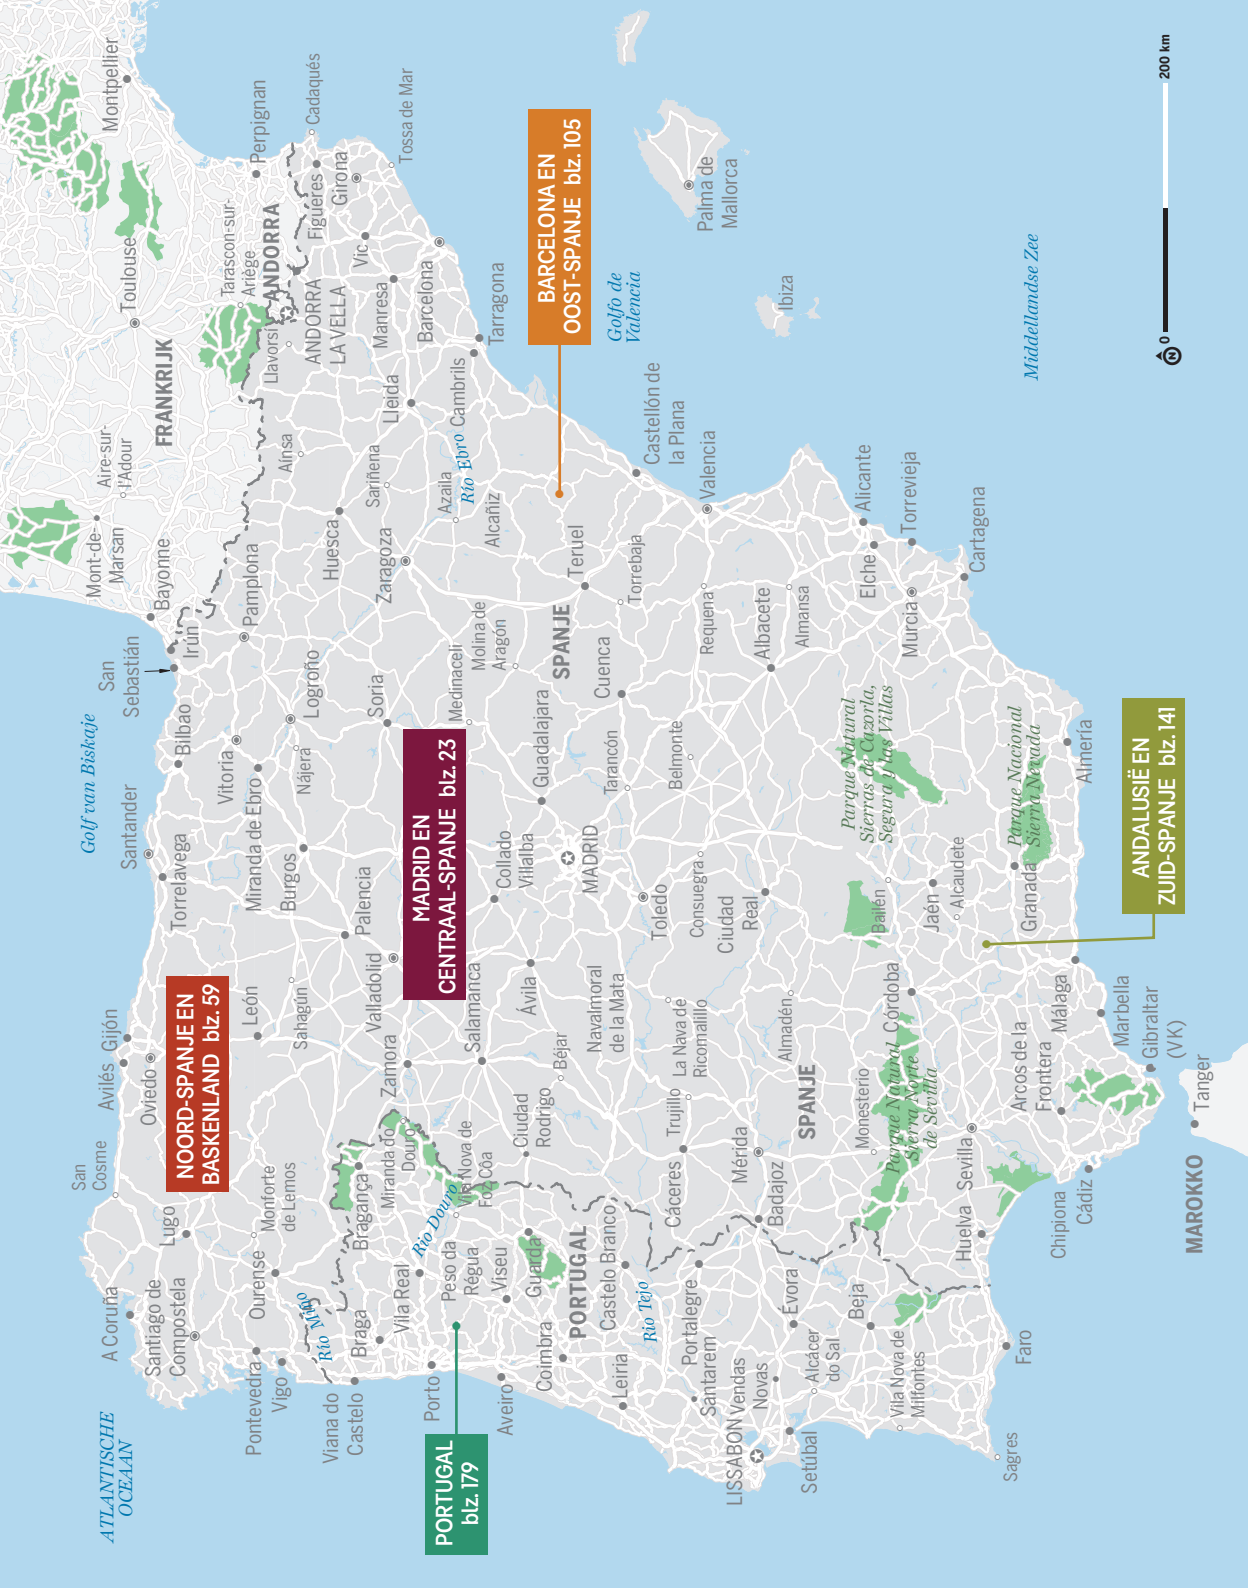 ATLANTISCHE
OCEAAN
Golf van Biskaje
A Coruña
Santiago de
Compostela
Lugo
San
Cosme
Avilés
Gijón
Oviedo
Torrelavega
Santander
Bilbao
San
Sebastián
Irún
Bayonne
Mont-de-
Marsan
Aire-sur-
l'Adour
FRANKRIJK
Toulouse
Montpellier
Tarascon-sur-
Ariège
Perpignan
Cadaqués
ANDORRA
ANDORRA
LA VELLA
Llavorsí
Figueres
Girona
Tossa de Mar
Vic
Manresa
Barcelona
Tarragona
Cambrils
Lleida
Aínsa
Sariñena
Huesca
Zaragoza
Azaila
Río Ebro
Alcañiz
Pamplona
Logroño
Vitoria
Nájera
Miranda de Ebro
Burgos
Soria
Medinaceli
Molina de
Aragón
Palencia
Valladolid
León
Sahagún
Zamora
Salamanca
NOORD-SPANJE EN
BASKENLAND blz. 59
MADRID EN
CENTRAAL-SPANJE blz. 23
BARCELONA EN
OOST-SPANJE blz. 105
Golfo de
Valencia
Pontevedra
Vigo
Ourense
Monforte
de Lemos
Río Miño
Viana do
Castelo
Braga
Bragança
Miranda do
Douro
Vila Real
Rio Douro
Vila Nova de
Foz Côa
Peso da
Régua
Porto
PORTUGAL
blz. 179
Aveiro
Viseu
Guarda
Coimbra
PORTUGAL
Castelo Branco
Leiria
Rio Tejo
Portalegre
Santarem
Vendas
Novas
LISSABON
Setúbal
Évora
Alcácer
do Sal
Beja
Vila Nova de
Milfontes
Sagres
Faro
Ciudad
Rodrigo
Béjar
Ávila
Collado
Villalba
Guadalajara
MADRID
Navalmoral
de la Mata
Toledo
Tarancón
Cuenca
SPANJE
Teruel
Torrebaja
Castellón de
la Plana
Valencia
Requena
Belmonte
Consuegra
Ciudad
Real
La Nava de
Ricomalillo
Trujillo
Cáceres
Mérida
Badajoz
Almadén
SPANJE
Monesterio
Albacete
Almansa
Alicante
Elche
Torrevieja
Murcia
Cartagena
Parque Natural
Sierras de Cazorla,
Segura y las Villas
Bailén
Jaén
Alcaudete
Córdoba
Parque Natural
Sierra Norte
de Sevilla
Sevilla
Huelva
Granada
Parque Nacional
Sierra Nevada
Almería
Málaga
Marbella
Arcos de la
Frontera
Chipiona
Cádiz
Gibraltar
(VK)
Tanger
MAROKKO
ANDALUSIË EN
ZUID-SPANJE blz. 141
Palma de
Mallorca
Ibiza
Middellandse Zee
N
0
200 km